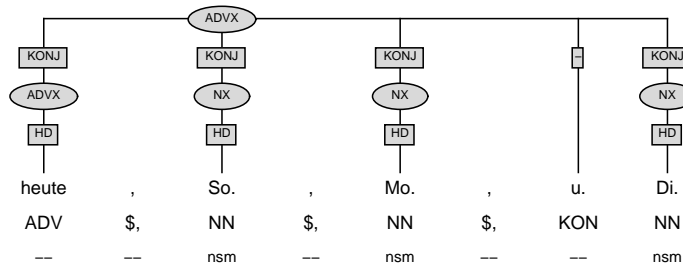 ADVX
KONJ KONJ KONJ – KONJ
ADVX NX NX NX
HD HD HD HD
heute , So. , Mo. , u. Di.
ADV $, NN $, NN $, KON NN
−− −− nsm −− nsm −− −− nsm